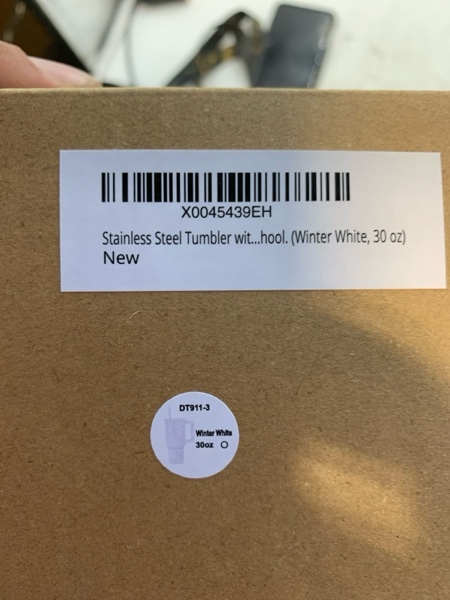 X0045439EH
Stainless Steel Tumbler wit...hool. (Winter White, 30 oz)
New
DT911-3
Winter White
30oz